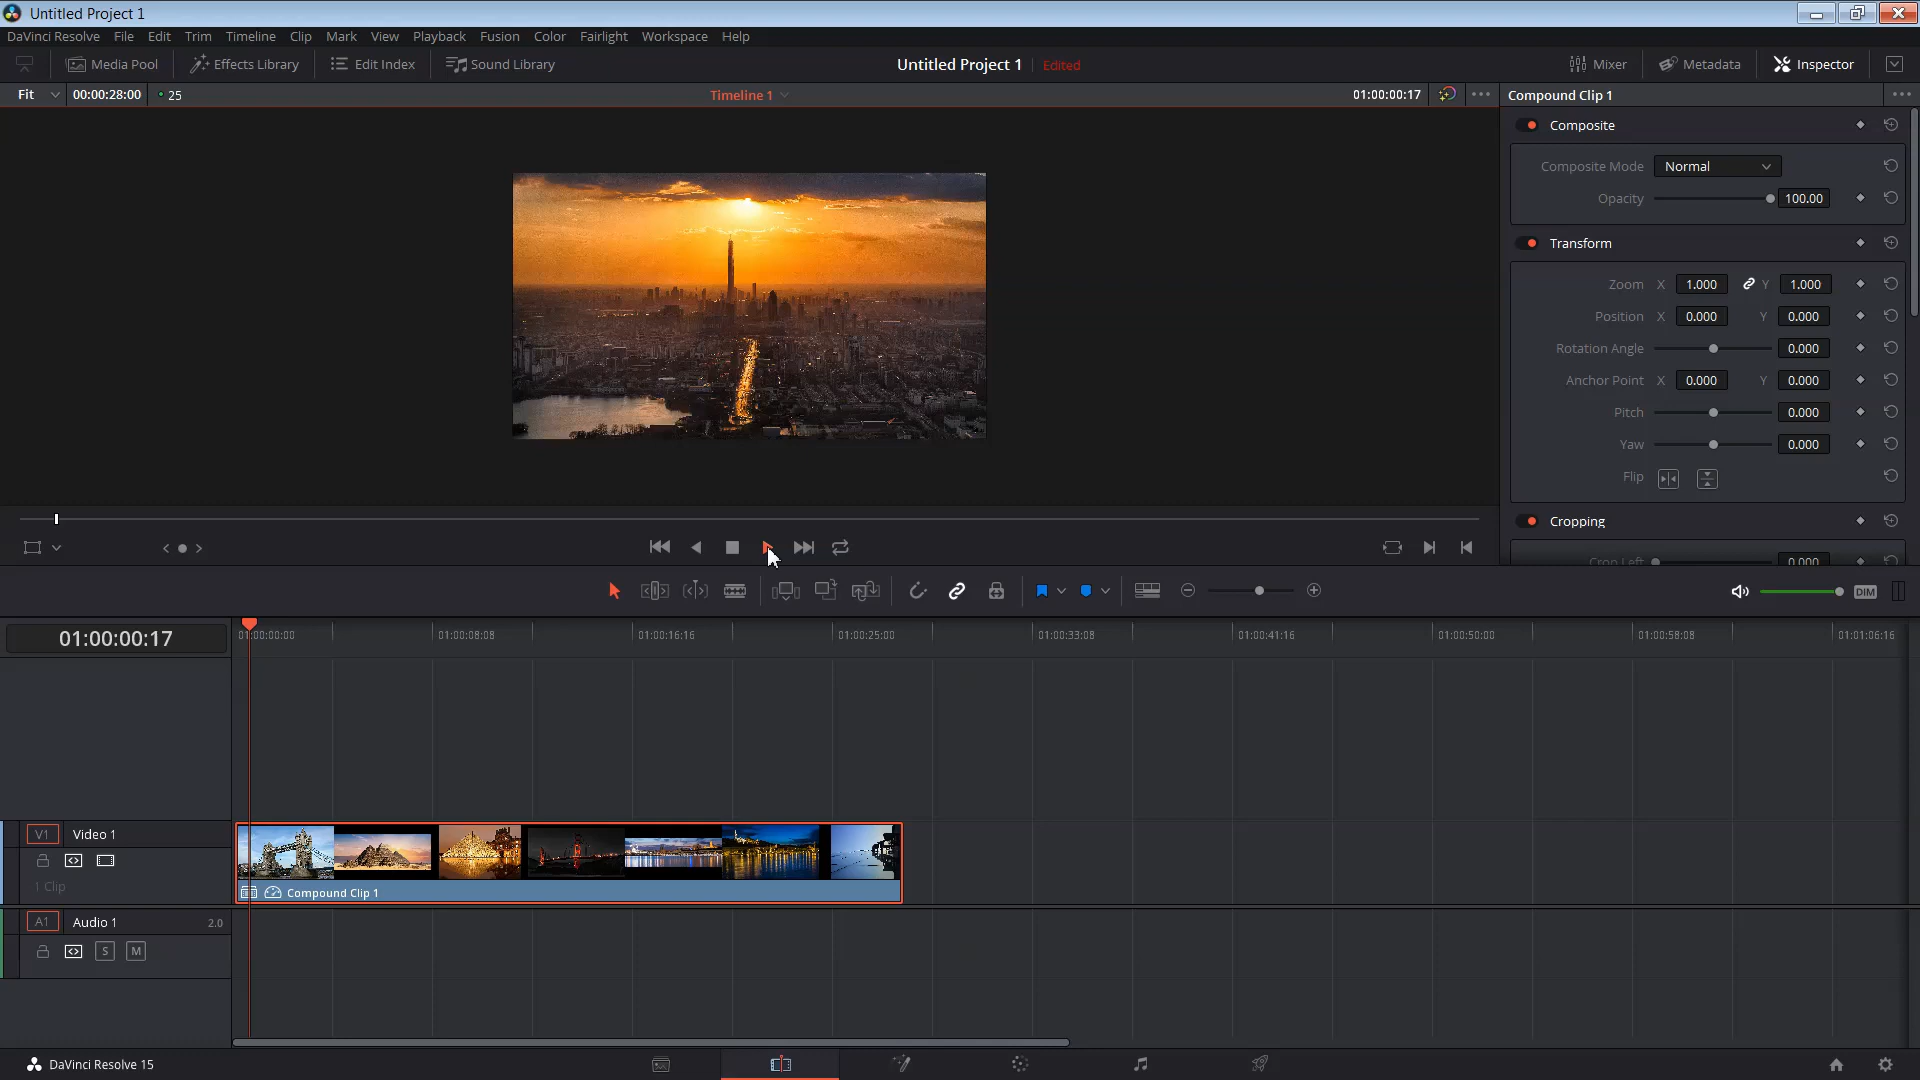 Untitled Project 1
DaVinci Resolve File Edit Trim Timeline Clip Mark View Playback Fusion Color Fairlight Workspace Help
Media Pool Effects Library Edit Index Sound Library Untitled Project 1 Edited Mixer Metadata Inspector
Fit 00:00:28:00 25 Timeline 1 01:00:00:17 Compound Clip 1
Composite
Composite Mode Normal
Opacity 100.00
Transform
Zoom X 1.000 Y 1.000
Position X 0.000 Y 0.000
Rotation Angle 0.000
Anchor Point X 0.000 Y 0.000
Pitch 0.000
Yaw 0.000
Flip
Cropping
Crop Left 0.000
DIM
01:00:00:17 01:00:00:00 01:00:08:08 01:00:16:16 01:00:25:00 01:00:33:08 01:00:41:16 01:00:50:00 01:00:58:08 01:01:06:16
V1 Video 1
1 Clip
Compound Clip 1
A1 Audio 1 2.0
S M
DaVinci Resolve 15